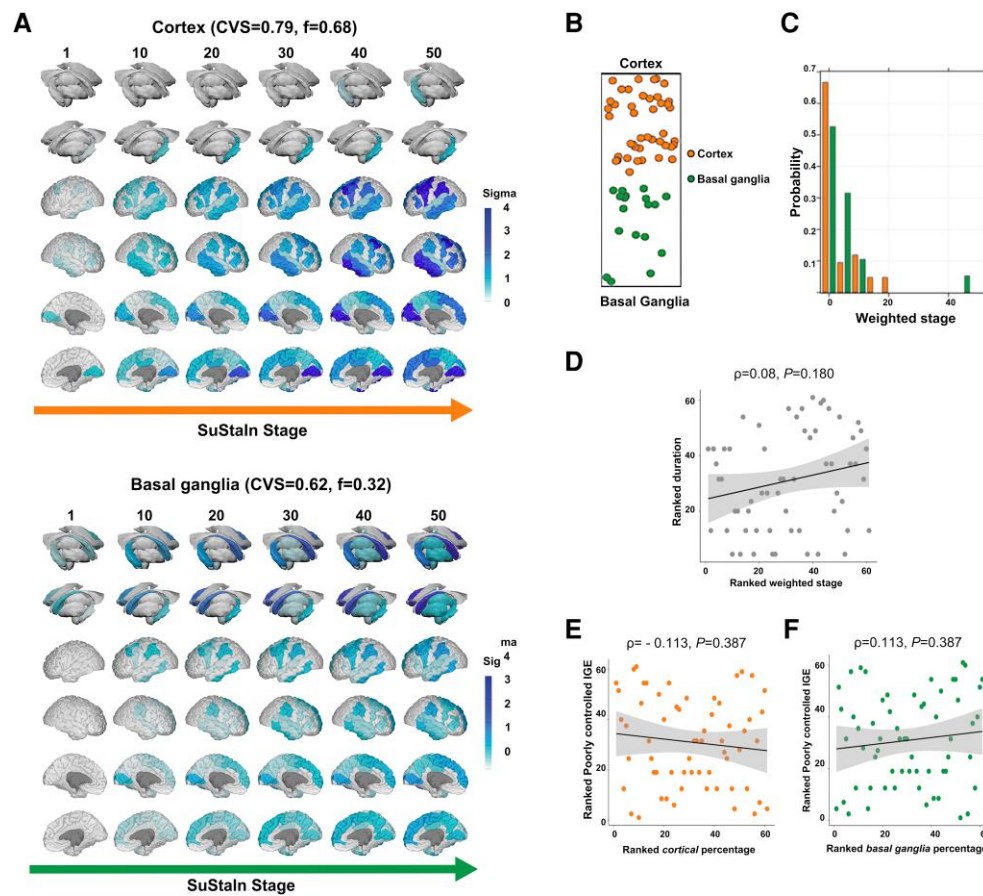 A
Cortex (CVS=0.79, f=0.68)
1 10 20 30 40 50
Sigma
4
3
2
1
0
SuStaIn Stage
Basal ganglia (CVS=0.62, f=0.32)
1 10 20 30 40 50
ma
Sig 4
3
2
1
0
SuStaIn Stage
B
Cortex
Cortex
Basal ganglia
Basal Ganglia
C
Probability
0.7
0.6
0.5
0.4
0.3
0.2
0.1
0 20 40
Weighted stage
D
ρ=0.08, P=0.180
Ranked duration
60
40
20
0 20 40 60
Ranked weighted stage
E
ρ= - 0.113, P=0.387
Ranked Poorly controlled IGE
60
40
20
0
0 20 40 60
Ranked cortical percentage
F
ρ=0.113, P=0.387
Ranked Poorly controlled IGE
60
40
20
0
0 20 40 60
Ranked basal ganglia percentage